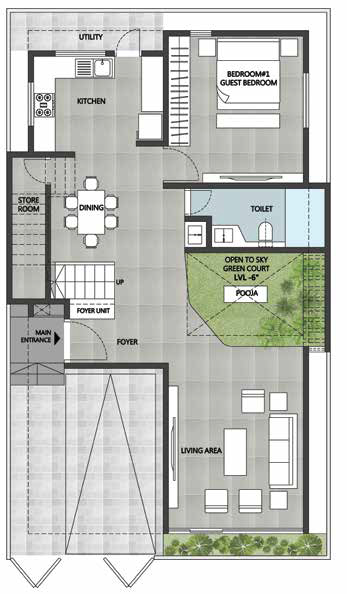 UTILITY
KITCHEN
BEDROOM#1
GUEST BEDROOM
STORE
ROOM
DINING
TOILET
OPEN TO SKY
GREEN COURT
LVL -6"
POOJA
UP
FOYER UNIT
MAIN
ENTRANCE
FOYER
LIVING AREA